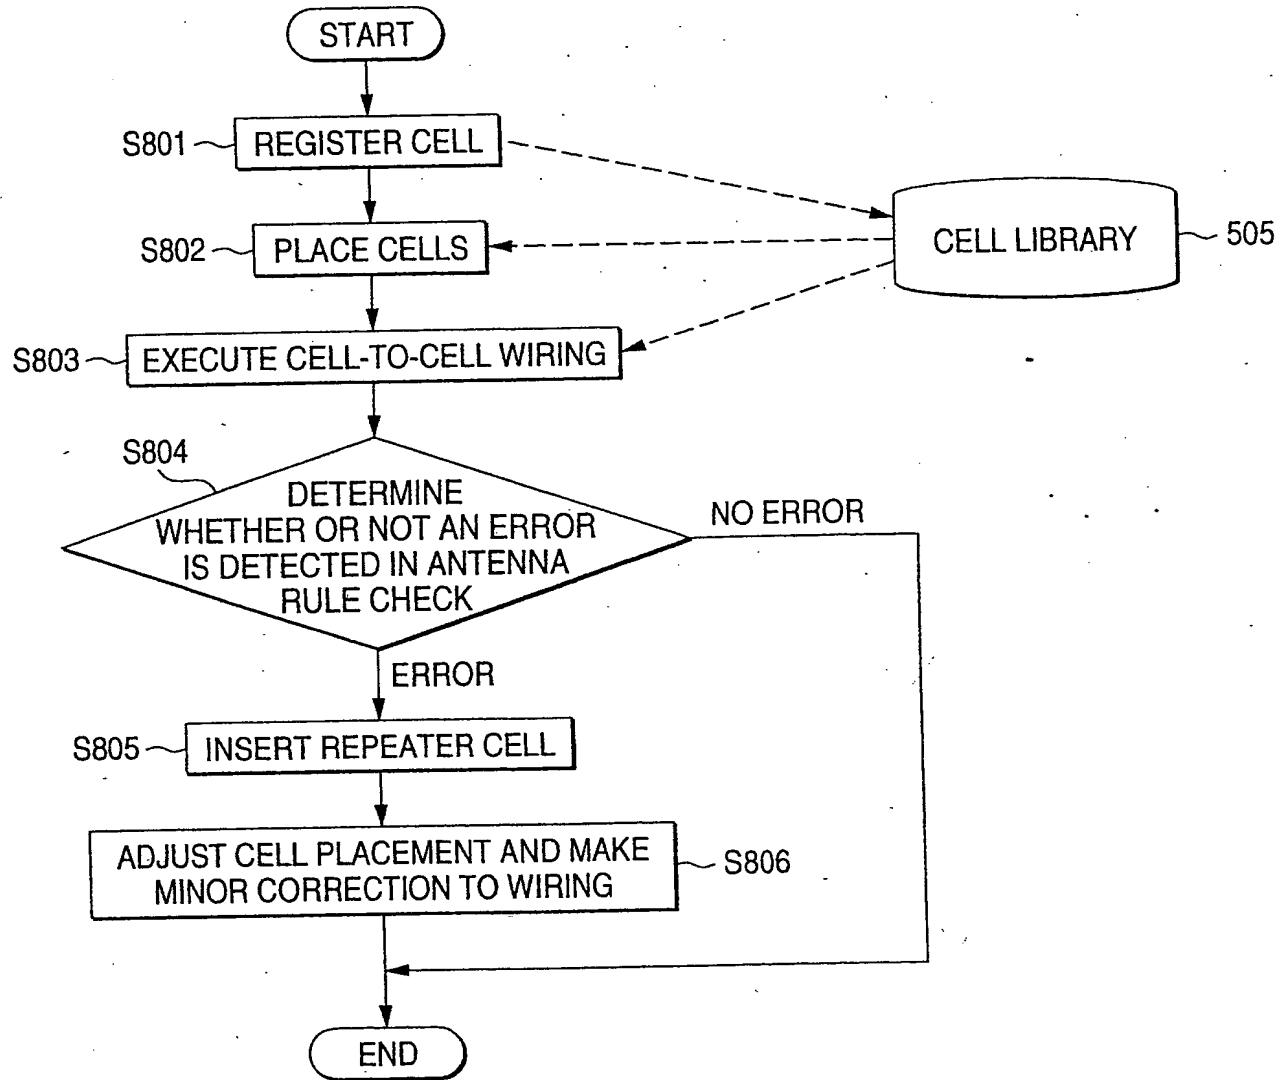 START
S801
REGISTER CELL
S802
PLACE CELLS
CELL LIBRARY
505
S803
EXECUTE CELL-TO-CELL WIRING
S804
DETERMINE
WHETHER OR NOT AN ERROR
IS DETECTED IN ANTENNA
RULE CHECK
NO ERROR
ERROR
S805
INSERT REPEATER CELL
ADJUST CELL PLACEMENT AND MAKE
MINOR CORRECTION TO WIRING
S806
END